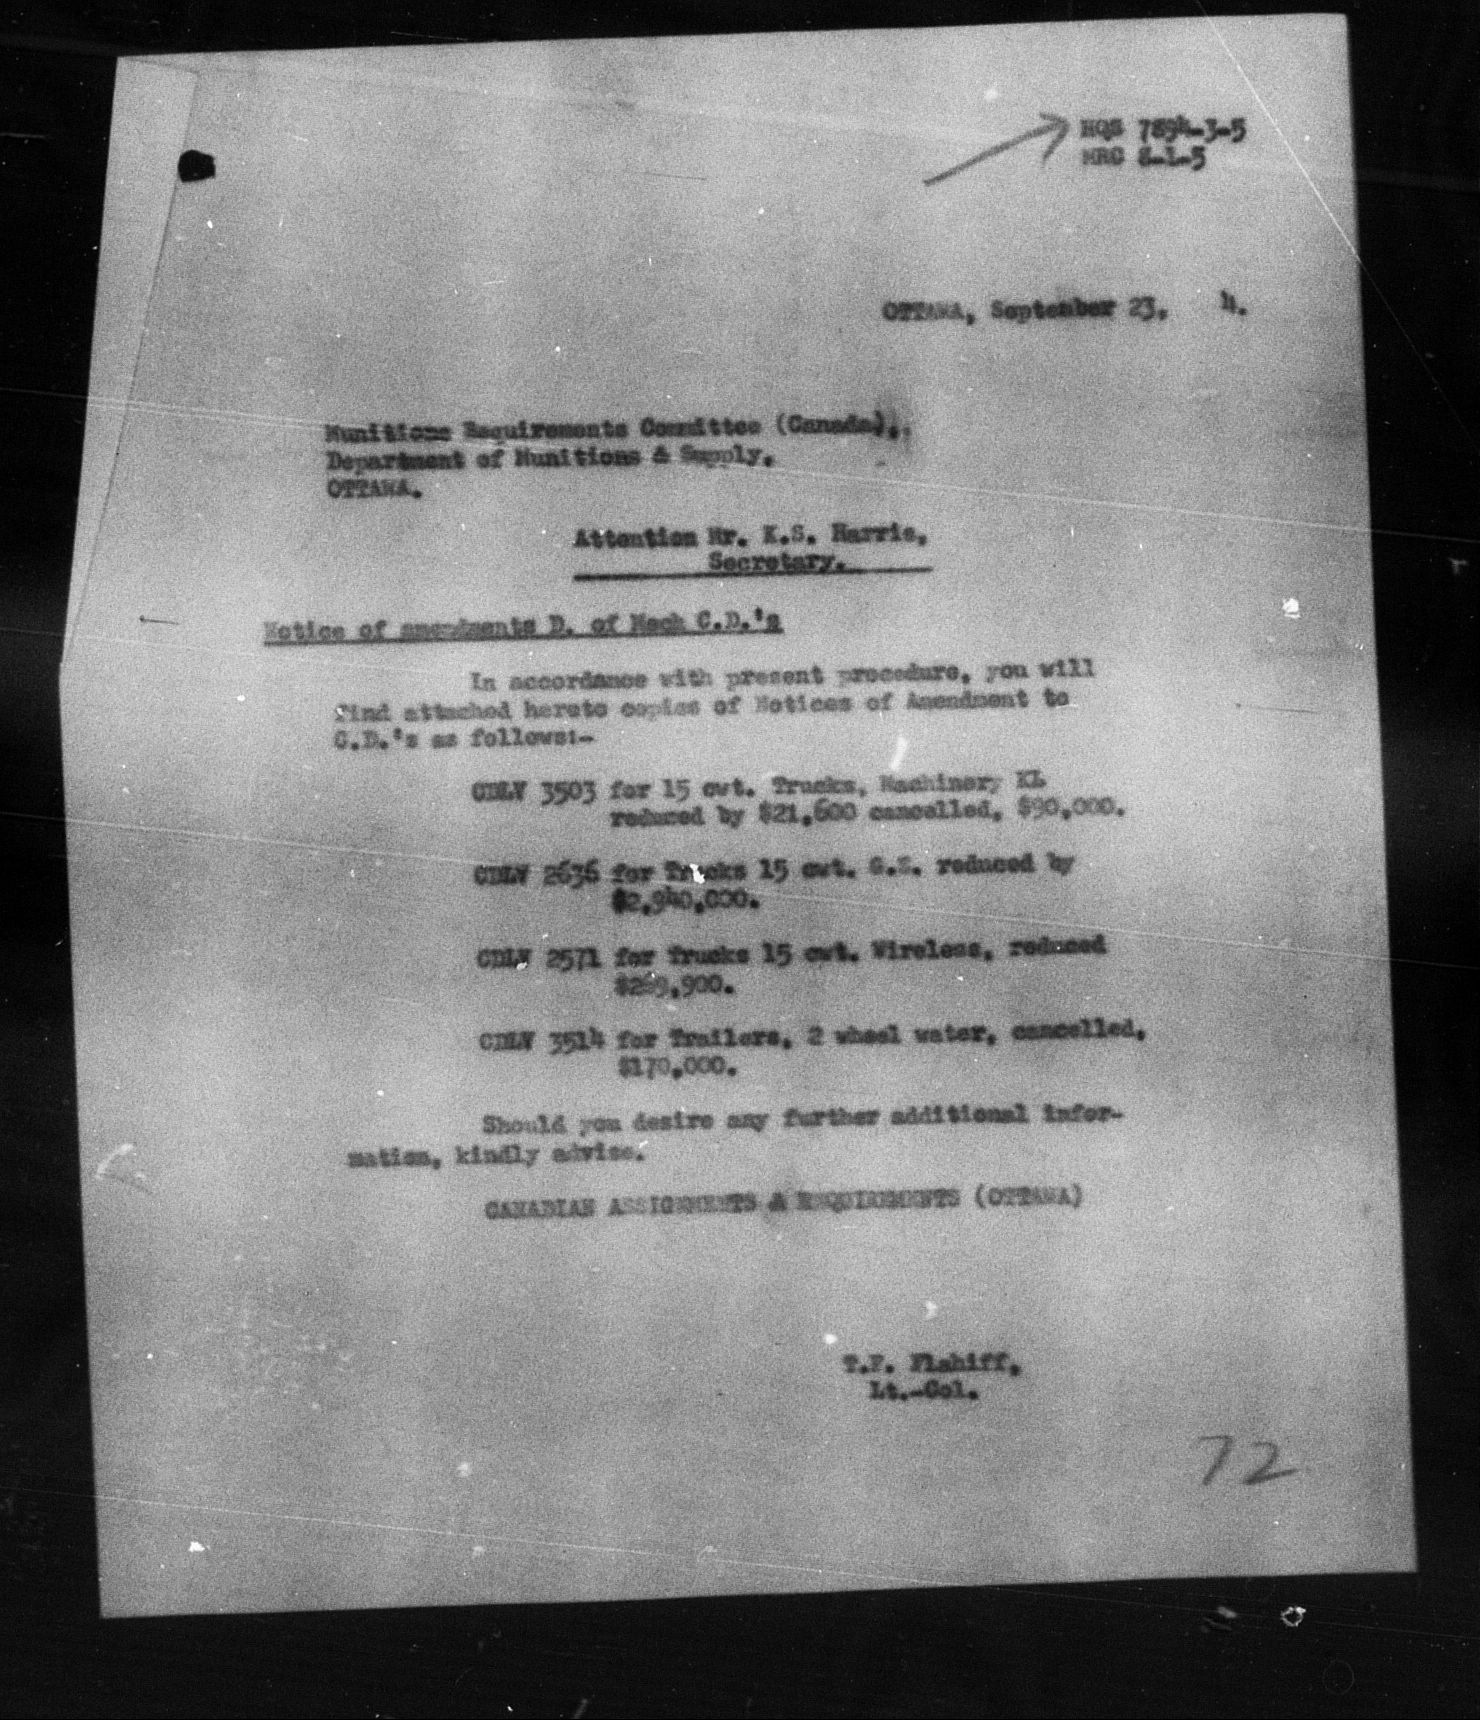 HQS 7894-3-5
MRC 8-1-5
OTTAWA, September 23, 4.
Munitions Requirements Committee (Canada),
Department of Munitions & Supply,
OTTAWA.
Attention Mr. K.S. Harris,
Secretary.
Notice of amendments D. of Mech C.D.'s
In accordance with present procedure, you will
find attached hereto copies of Notices of Amendment to
C.D.'s as follows:-
CDLV 3503 for 15 cwt. Trucks, Machinery KL
reduced by $21,600 cancelled, $90,000.
CDLV 2636 for Trucks 15 cwt. G.S. reduced by
$2,940,000.
CDLV 2571 for Trucks 15 cwt. Wireless, reduced
CDLV 3514 for Trailers, 2 wheel water, cancelled,
$170,000.
Should you desire any further additional infor-
mation, kindly advise.
CANADIAN ASSIGNMENTS & REQUIREMENTS (OTTAWA)
T.F. Flahiff,
Lt.-Col.
72